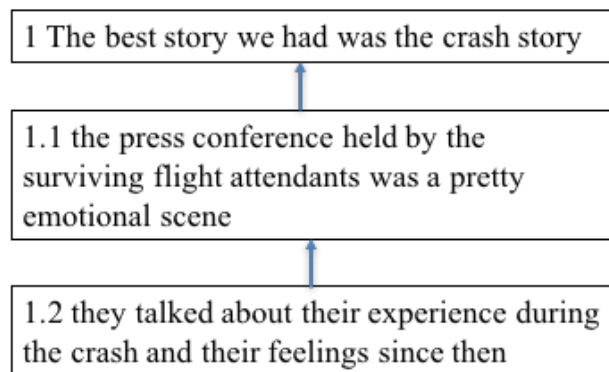 1 The best story we had was the crash story
1.1 the press conference held by the
surviving flight attendants was a pretty
emotional scene
1.2 they talked about their experience during
the crash and their feelings since then